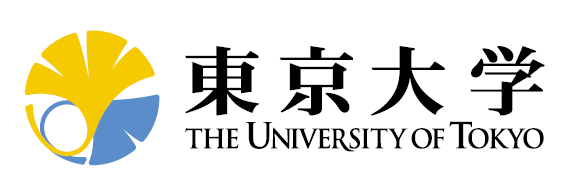 東京大学
THE UNIVERSITY OF TOKYO